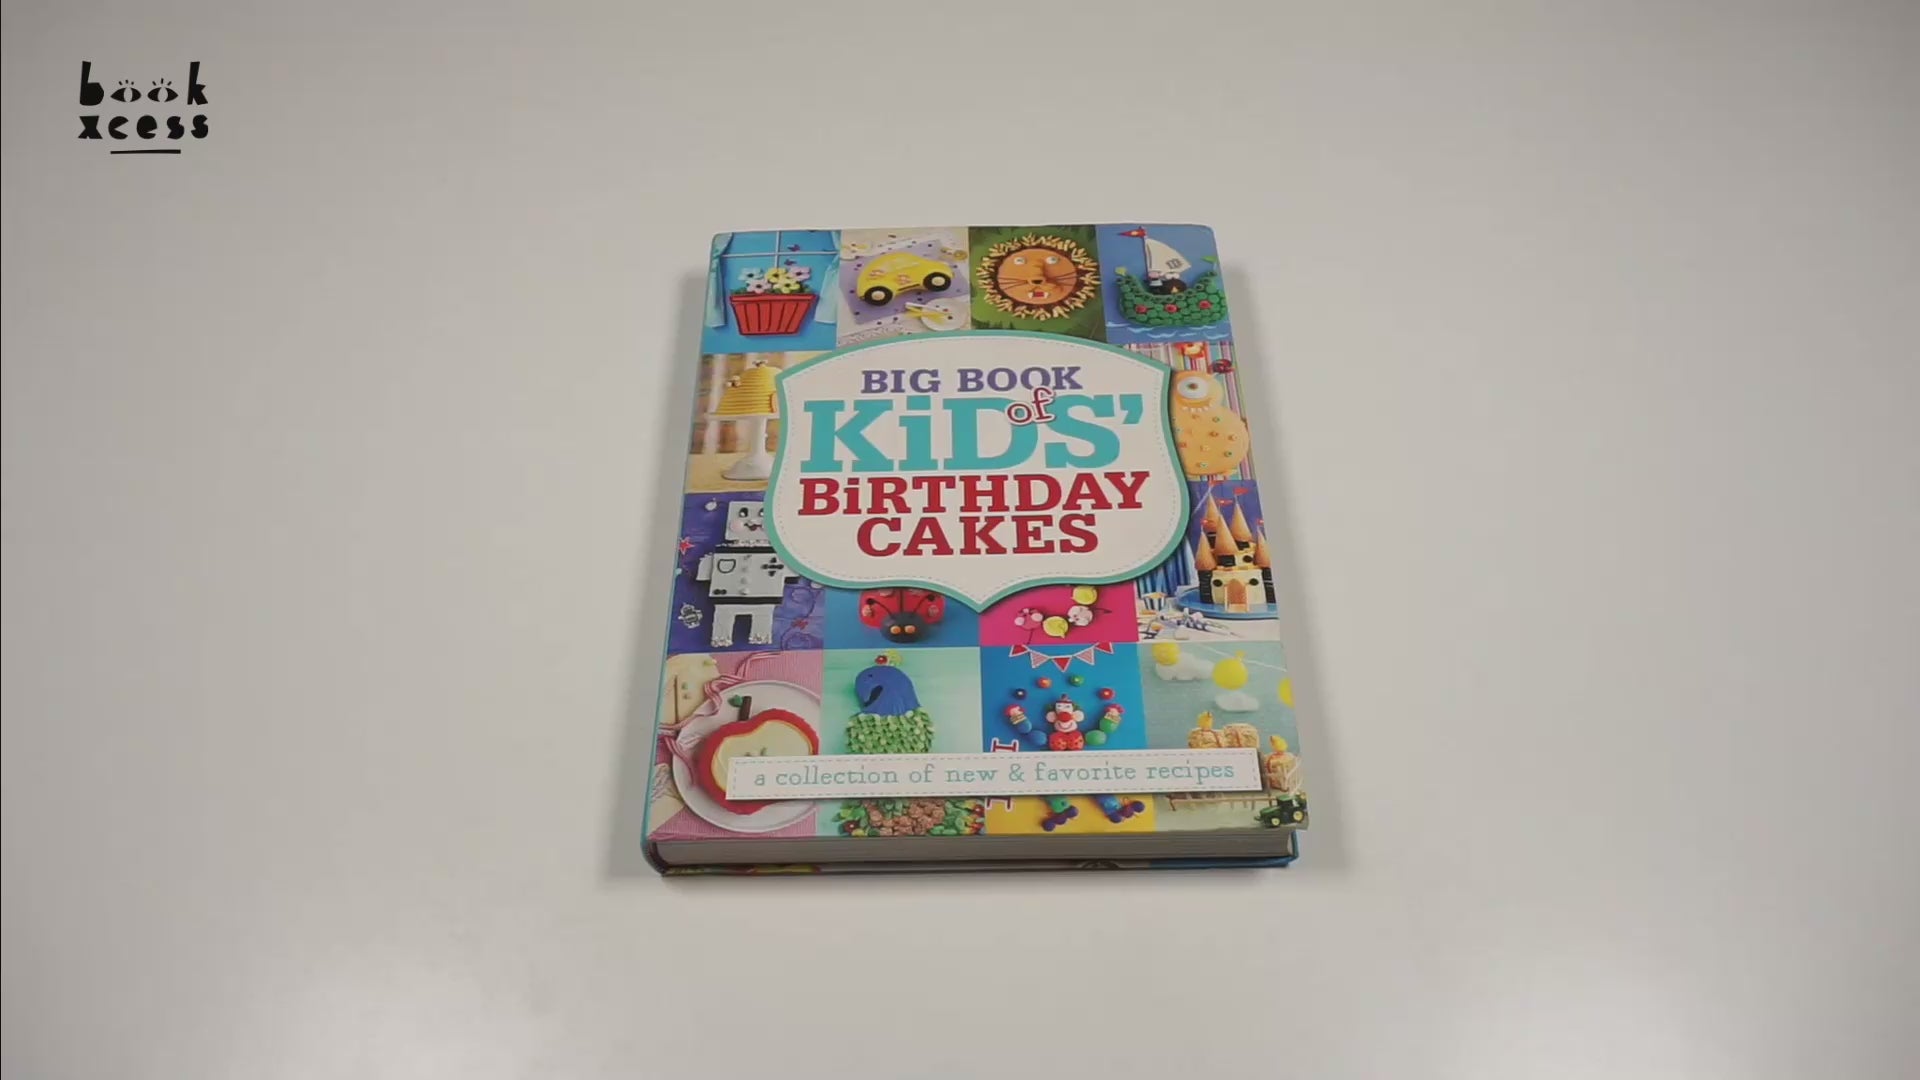 book
xcess
BIG BOOK
of
KiDS'
BiRTHDAY
CAKES
a collection of new & favorite recipes